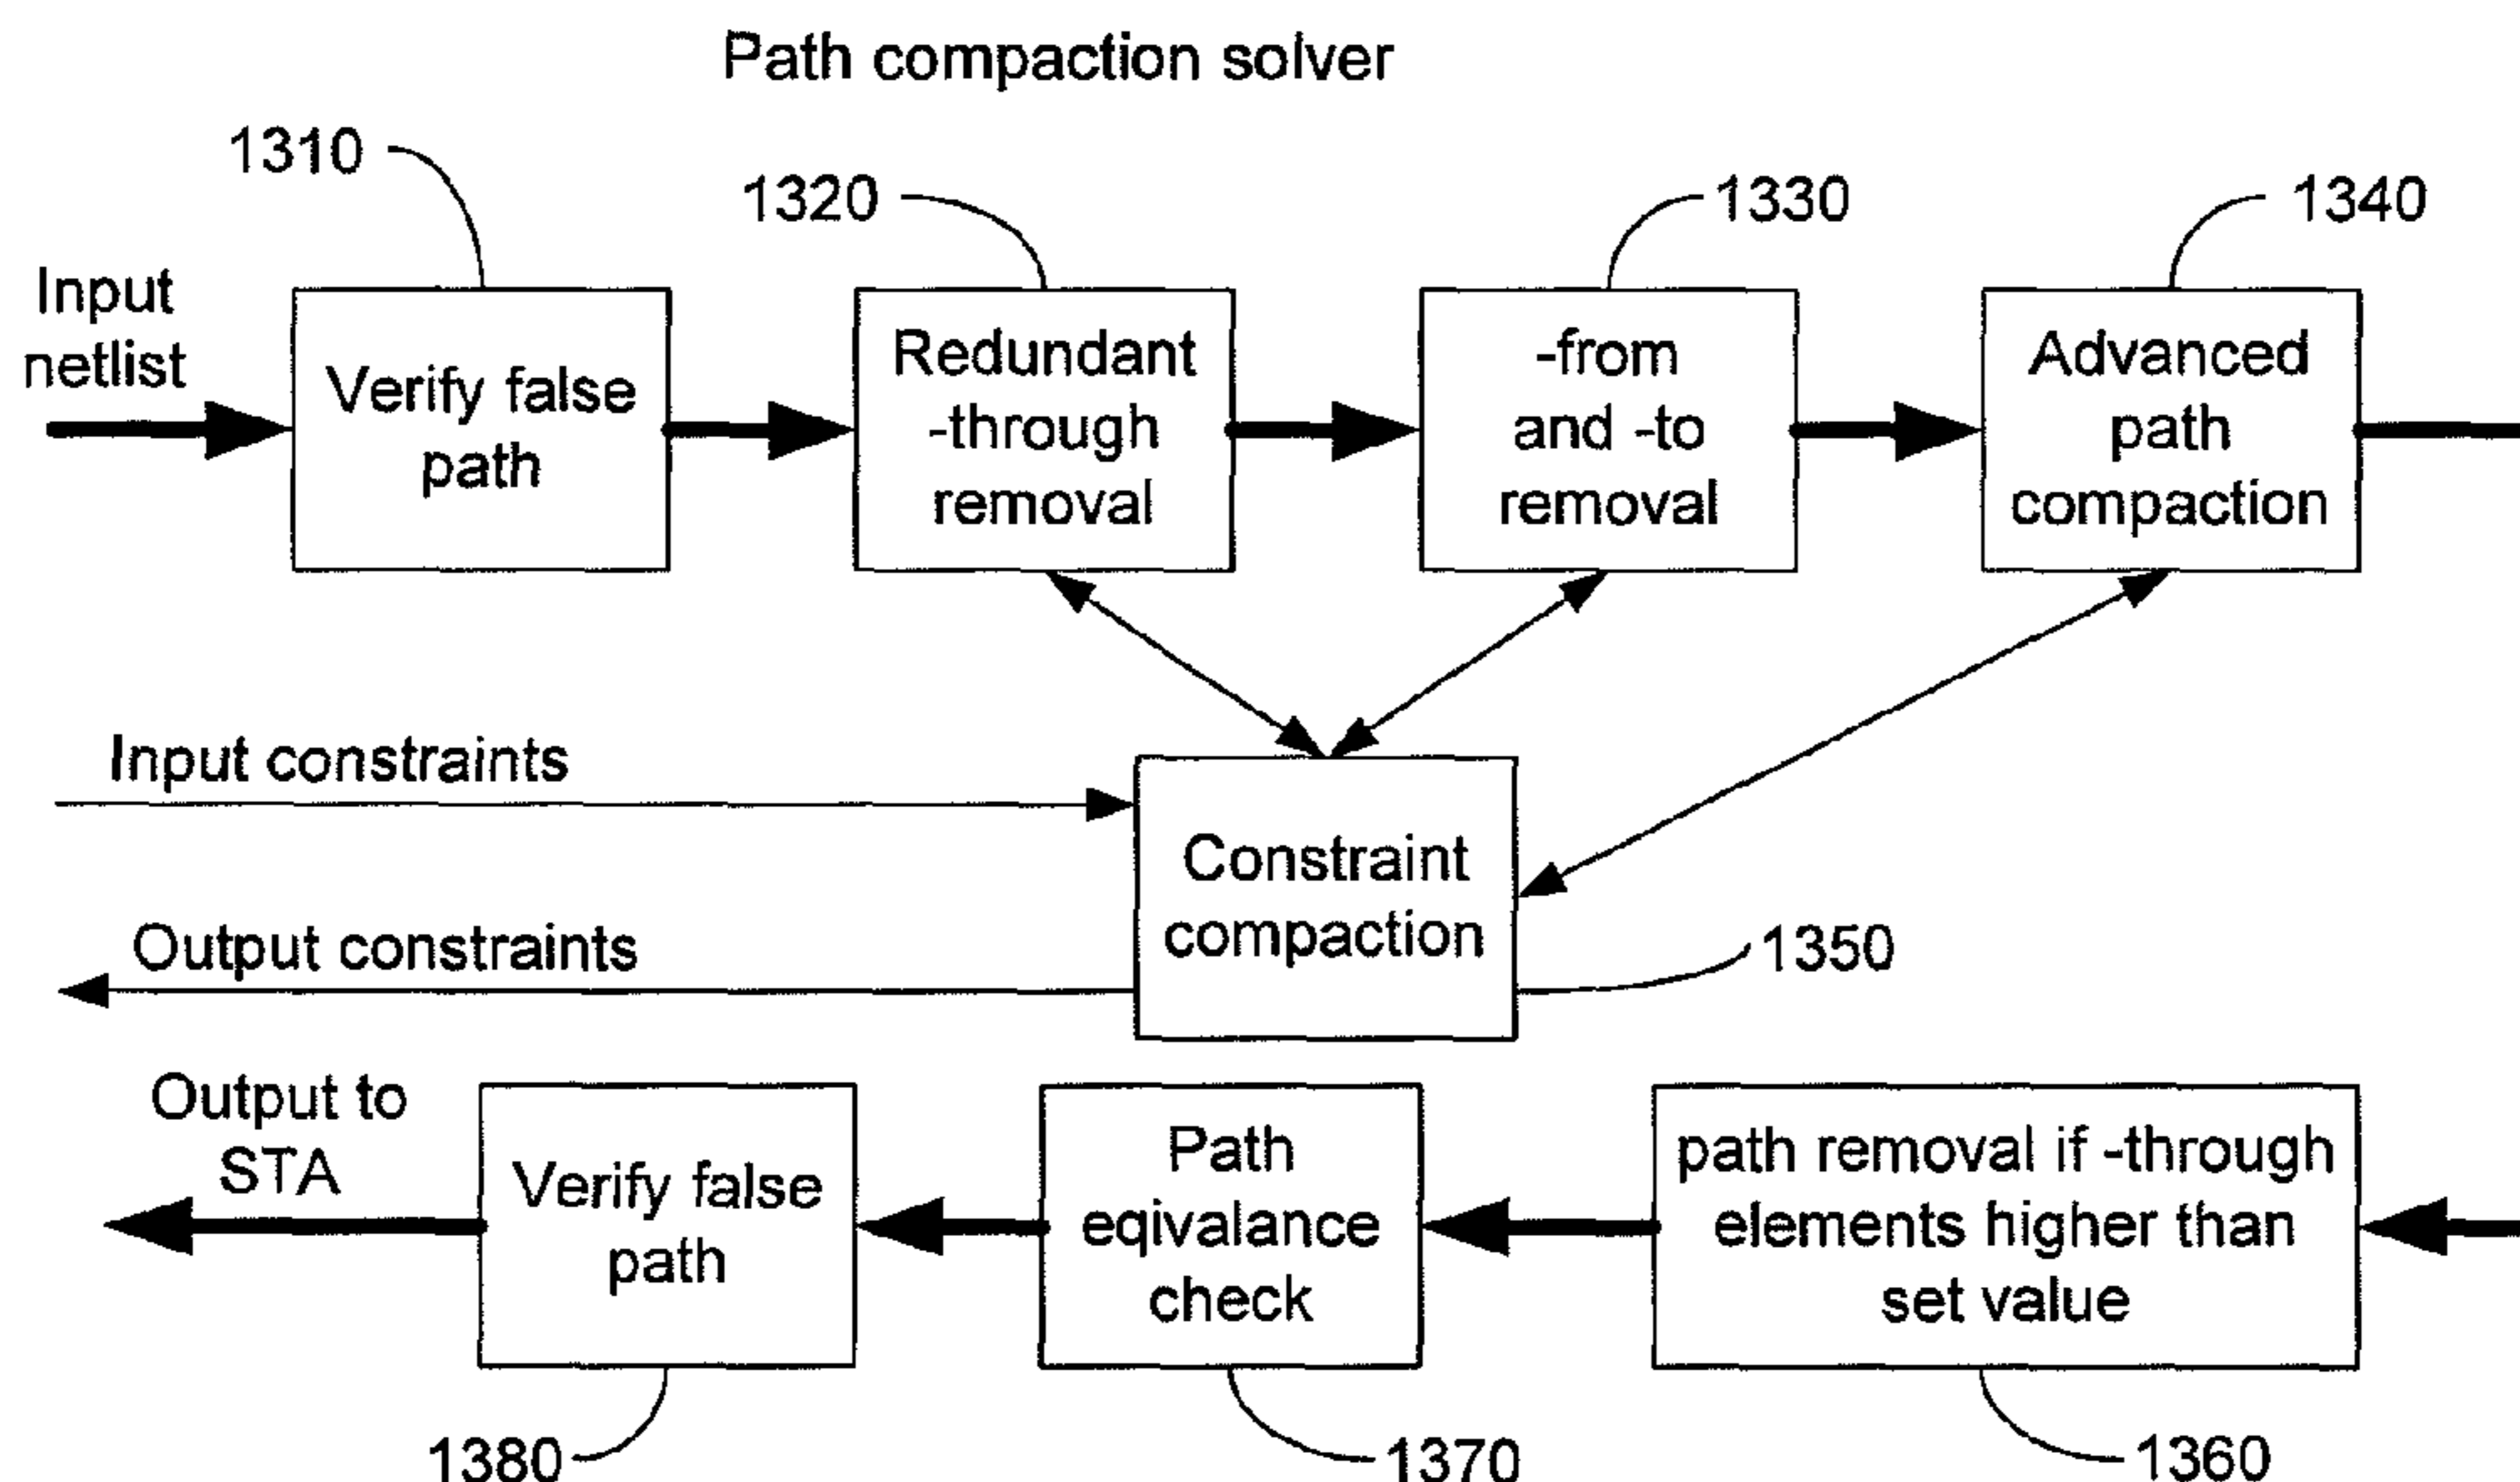 Path compaction solver
1310
1320
1330
1340
Input
netlist
Verify false
path
Redundant
-through
removal
-from
and -to
removal
Advanced
path
compaction
Input constraints
Constraint
compaction
Output constraints
1350
Output to
STA
Verify false
path
Path
eqivalance
check
path removal if -through
elements higher than
set value
1380
1370
1360